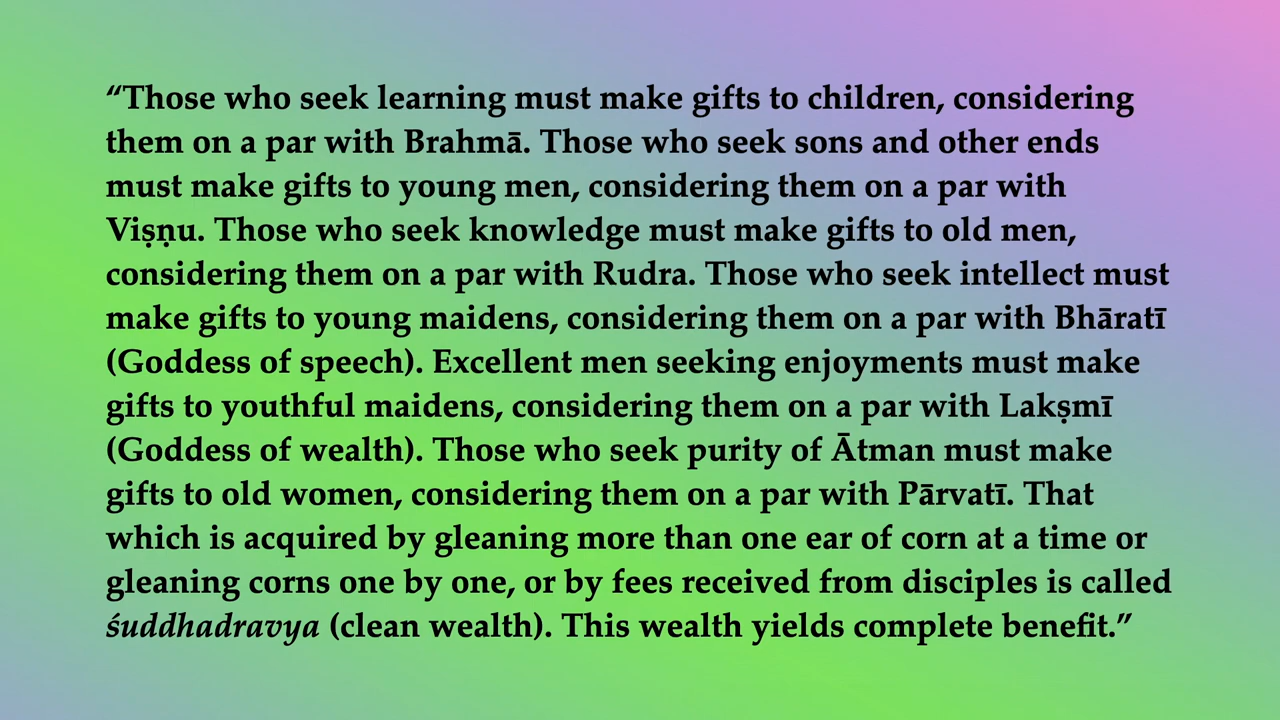 “Those who seek learning must make gifts to children, considering
them on a par with Brahmā. Those who seek sons and other ends
must make gifts to young men, considering them on a par with
Viṣṇu. Those who seek knowledge must make gifts to old men,
considering them on a par with Rudra. Those who seek intellect must
make gifts to young maidens, considering them on a par with Bhāratī
(Goddess of speech). Excellent men seeking enjoyments must make
gifts to youthful maidens, considering them on a par with Lakṣmī
(Goddess of wealth). Those who seek purity of Ātman must make
gifts to old women, considering them on a par with Pārvatī. That
which is acquired by gleaning more than one ear of corn at a time or
gleaning corns one by one, or by fees received from disciples is called
śuddhadravya (clean wealth). This wealth yields complete benefit.”